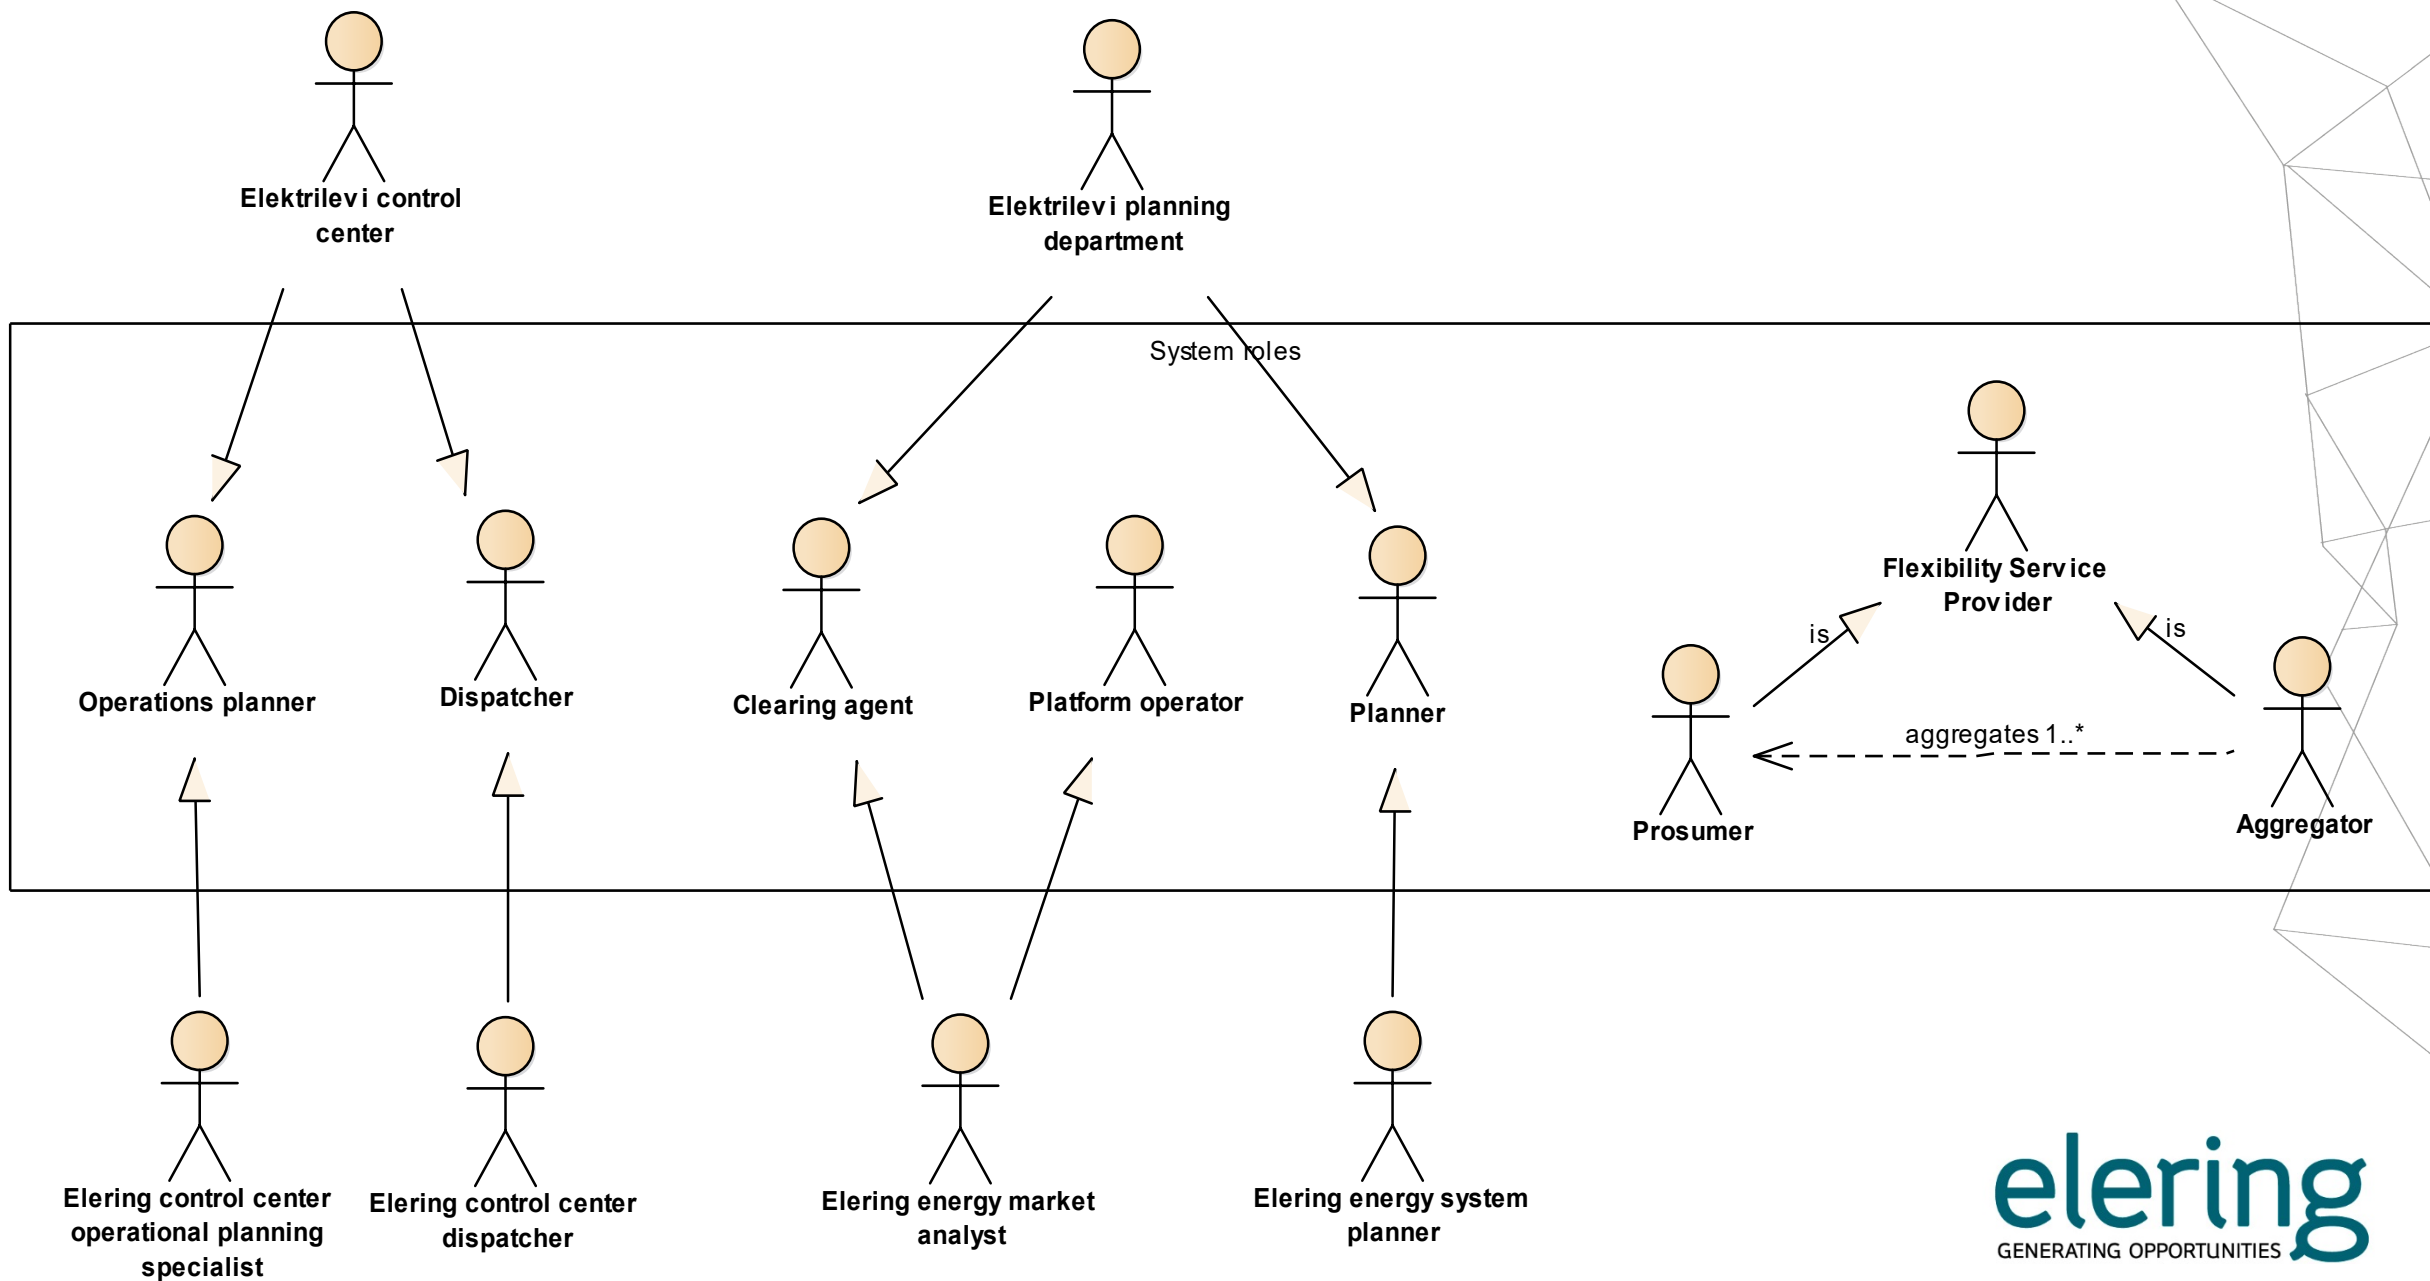 Elektrilevi control
center
Elektrilevi planning
department
System roles
Flexibility Service
Provider
is
is
Operations planner
Dispatcher
Clearing agent
Platform operator
Planner
aggregates 1..*
Prosumer
Aggregator
Elering control center
operational planning
specialist
Elering control center
dispatcher
Elering energy market
analyst
Elering energy system
planner
elering
GENERATING OPPORTUNITIES